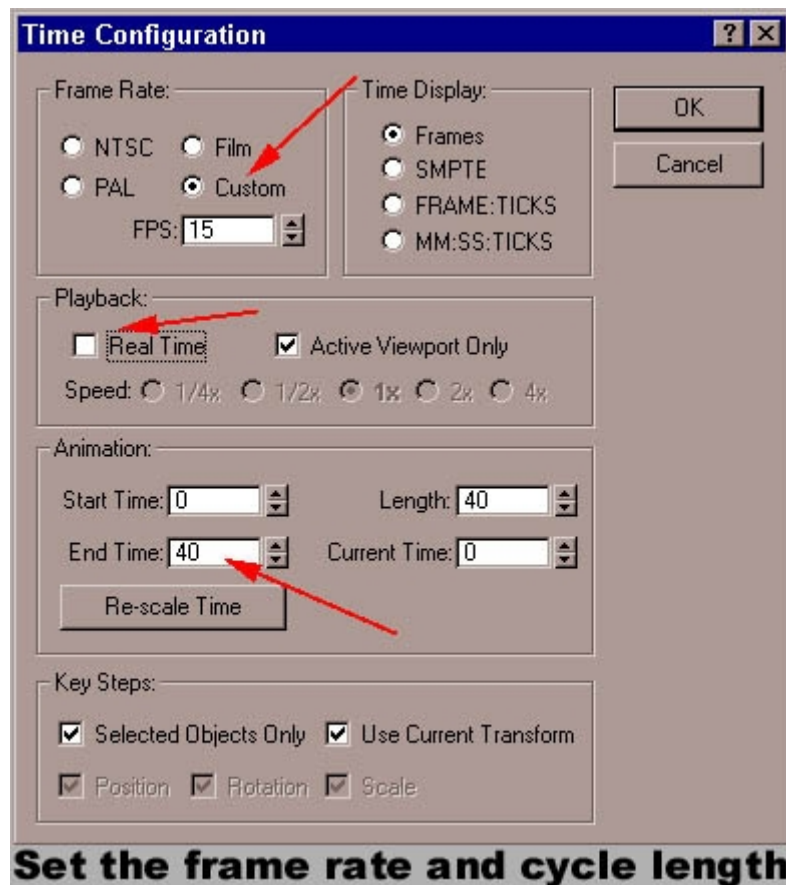 Time Configuration
Frame Rate:
NTSC Film
PAL Custom
FPS: 15
Time Display:
Frames
SMPTE
FRAME:TICKS
MM:SS:TICKS
OK
Cancel
Playback:
Real Time Active Viewport Only
Speed: 1/4x 1/2x 1x 2x 4x
Animation:
Start Time: 0 Length: 40
End Time: 40 Current Time: 0
Re-scale Time
Key Steps:
Selected Objects Only Use Current Transform
Position Rotation Scale
Set the frame rate and cycle length